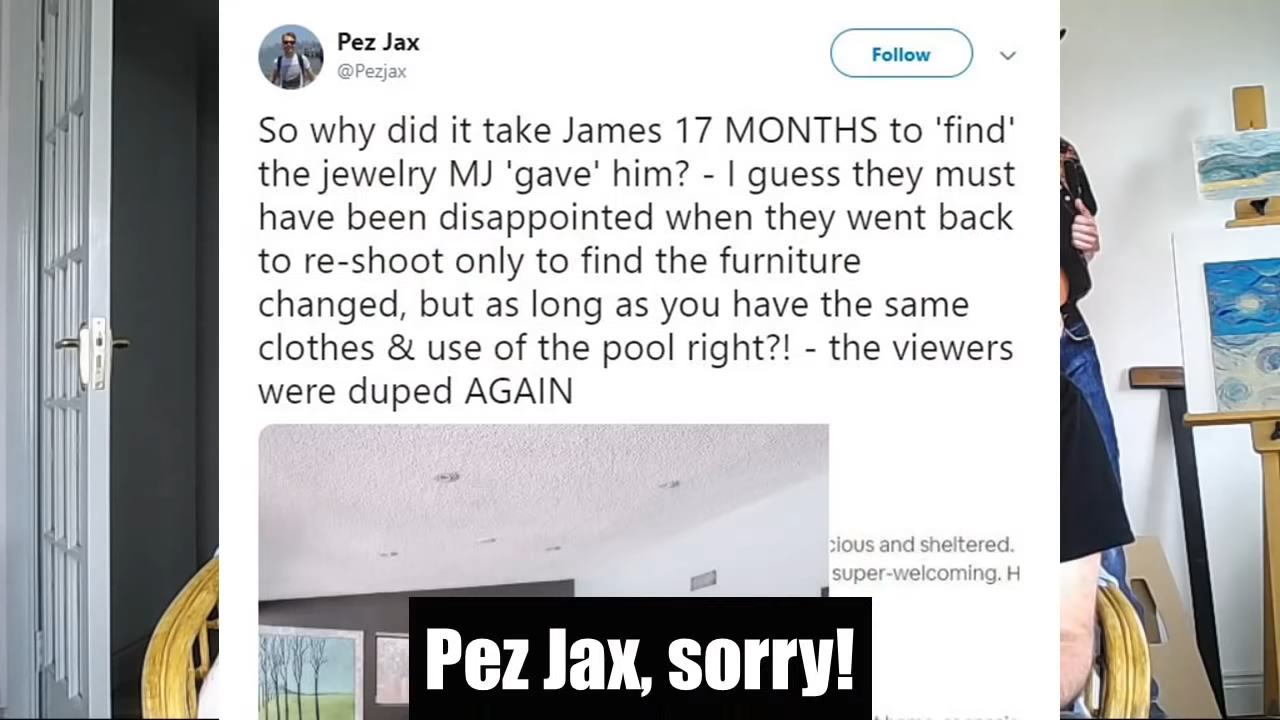 Pez Jax
@Pezjax
Follow
So why did it take James 17 MONTHS to 'find'
the jewelry MJ 'gave' him? - I guess they must
have been disappointed when they went back
to re-shoot only to find the furniture
changed, but as long as you have the same
clothes & use of the pool right?! - the viewers
were duped AGAIN
cious and sheltered.
super-welcoming. H
Pez Jax, sorry!